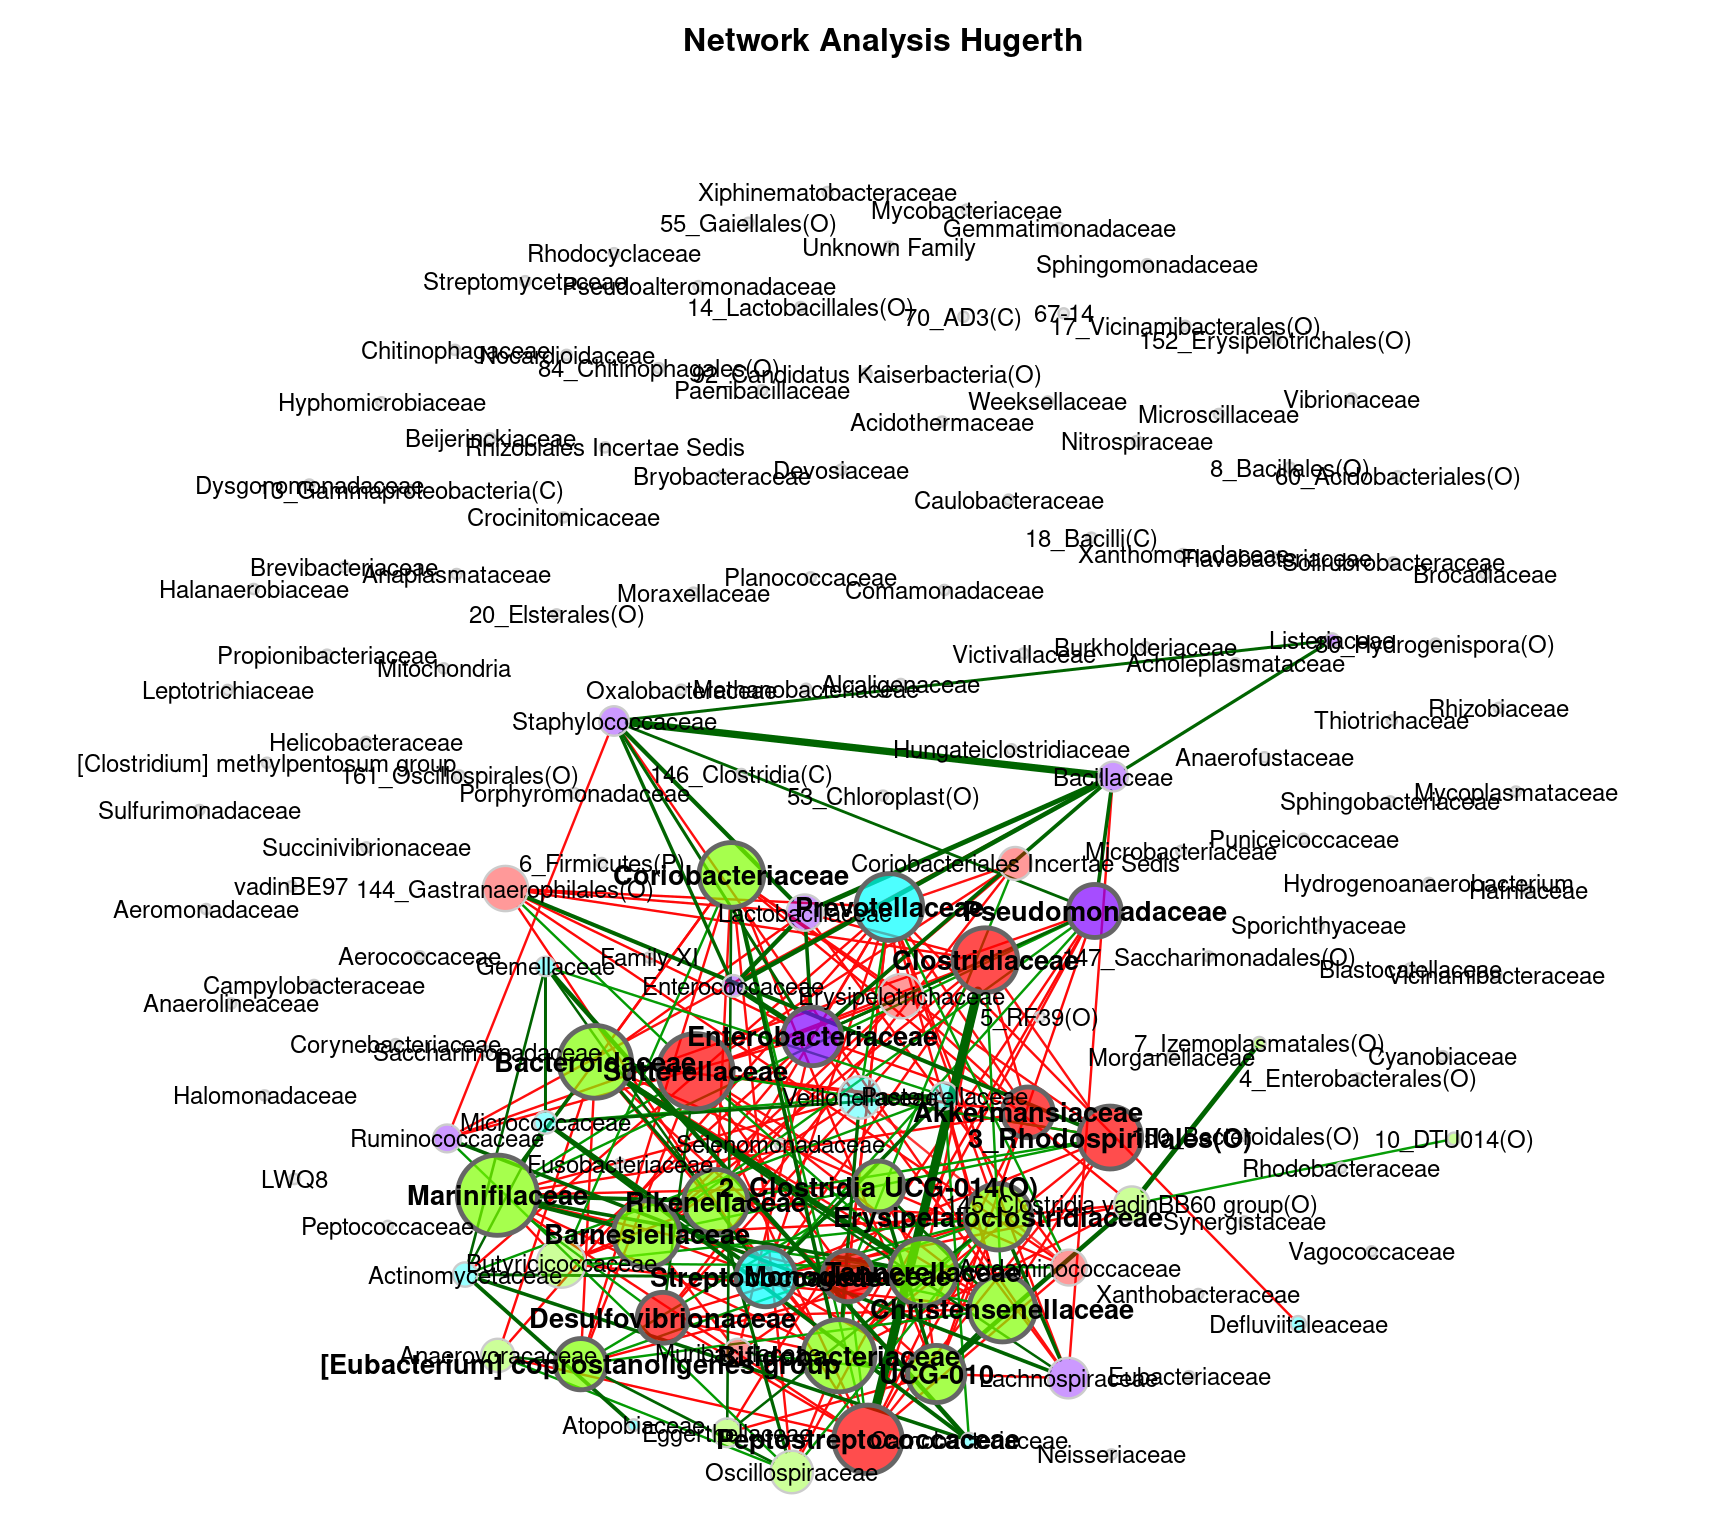 Network Analysis Hugerth
Xiphinematobacteraceae
Mycobacteriaceae
55_Gaiellales(O)
Gemmatimonadaceae
Unknown Family
Rhodocyclaceae
Sphingomonadaceae
Streptomycetaceae
Pseudoalteromonadaceae
14_Lactobacillales(O)
70_AD3(C)
67-14
17_Vicinamibacterales(O)
152_Erysipelotrichales(O)
Chitinophagaceae
Nocardioidaceae
84_Chitinophagales(O)
92_Candidatus Kaiserbacteria(O)
Paenibacillaceae
Hyphomicrobiaceae
Weeksellaceae
Vibrionaceae
Microscillaceae
Acidothermaceae
Beijerinckiaceae
Rhizobiales Incertae Sedis
Nitrospiraceae
Bryobacteraceae
Devosiaceae
8_Bacillales(O)
60_Acidobacteriales(O)
Dysgonomonadaceae
13_Gammaproteobacteria(C)
Caulobacteraceae
Crocinitomicaceae
18_Bacilli(C)
Xanthomonadaceae
Flavobacteriaceae
Solirubrobacteraceae
Brocadiaceae
Brevibacteriaceae
Anaplasmataceae
Halanaerobiaceae
Planococcaceae
Moraxellaceae
Comamonadaceae
20_Elsterales(O)
Listeriaceae
80_Hydrogenispora(O)
Burkholderiaceae
Victivallaceae
Acholeplasmataceae
Propionibacteriaceae
Mitochondria
Leptotrichiaceae
Oxalobacteraceae
Methanobacteriaceae
Alcaligenaceae
Rhizobiaceae
Thiotrichaceae
Staphylococcaceae
Helicobacteraceae
Hungateiclostridiaceae
Anaerofustaceae
[Clostridium] methylpentosum group
161_Oscillospirales(O)
146_Clostridia(C)
Bacillaceae
Porphyromonadaceae
53_Chloroplast(O)
Sphingobacteriaceae
Mycoplasmataceae
Sulfurimonadaceae
Puniceicoccaceae
Succinivibrionaceae
Microbacteriaceae
6_Firmicutes(P)
Coriobacteriales Incertae Sedis
Coriobacteriaceae
vadinBE97
144_Gastranaerophilales(O)
Hydrogenoanaerobacterium
Hafniaceae
Aeromonadaceae
Lactobacillaceae
Prevotellaceae
Pseudomonadaceae
Sporichthyaceae
Aerococcaceae
Gemellaceae
Family XI
Clostridiaceae
47_Saccharimonadales(O)
Blastocatellaceae
Vicinamibacteraceae
Campylobacteraceae
Enterococcaceae
Erysipelotrichaceae
Anaerolineaceae
5_RF39(O)
Enterobacteriaceae
Corynebacteriaceae
Saccharimonadaceae
7_Izemoplasmatales(O)
Morganellaceae
Cyanobiaceae
Bacteroidaceae
Sutterellaceae
4_Enterobacterales(O)
Halomonadaceae
Veillonellaceae
Pasteurellaceae
Akkermansiaceae
Micrococcaceae
Ruminococcaceae
3_Rhodospirillales(O)
150_Bacteroidales(O)
10_DTU014(O)
Selenomonadaceae
Fusobacteriaceae
Rhodobacteraceae
LWQ8
Marinifilaceae
Rikenellaceae
2_Clostridia UCG-014(O)
145_Clostridia vadinBB60 group(O)
Erysipelatoclostridiaceae
Synergistaceae
Peptococcaceae
Barnesiellaceae
Vagococcaceae
Butyricicoccaceae
Actinomycetaceae
Streptococcaceae
Monoglobaceae
Tannerellaceae
Acidaminococcaceae
Xanthobacteraceae
Desulfovibrionaceae
Christensenellaceae
Defluviitaleaceae
Anaerovoracaceae
Muribaculaceae
Bifidobacteriaceae
[Eubacterium] coprostanoligenes group
UCG-010
Lachnospiraceae
Eubacteriaceae
Atopobiaceae
Eggerthellaceae
Peptostreptococcaceae
Carnobacteriaceae
Neisseriaceae
Oscillospiraceae